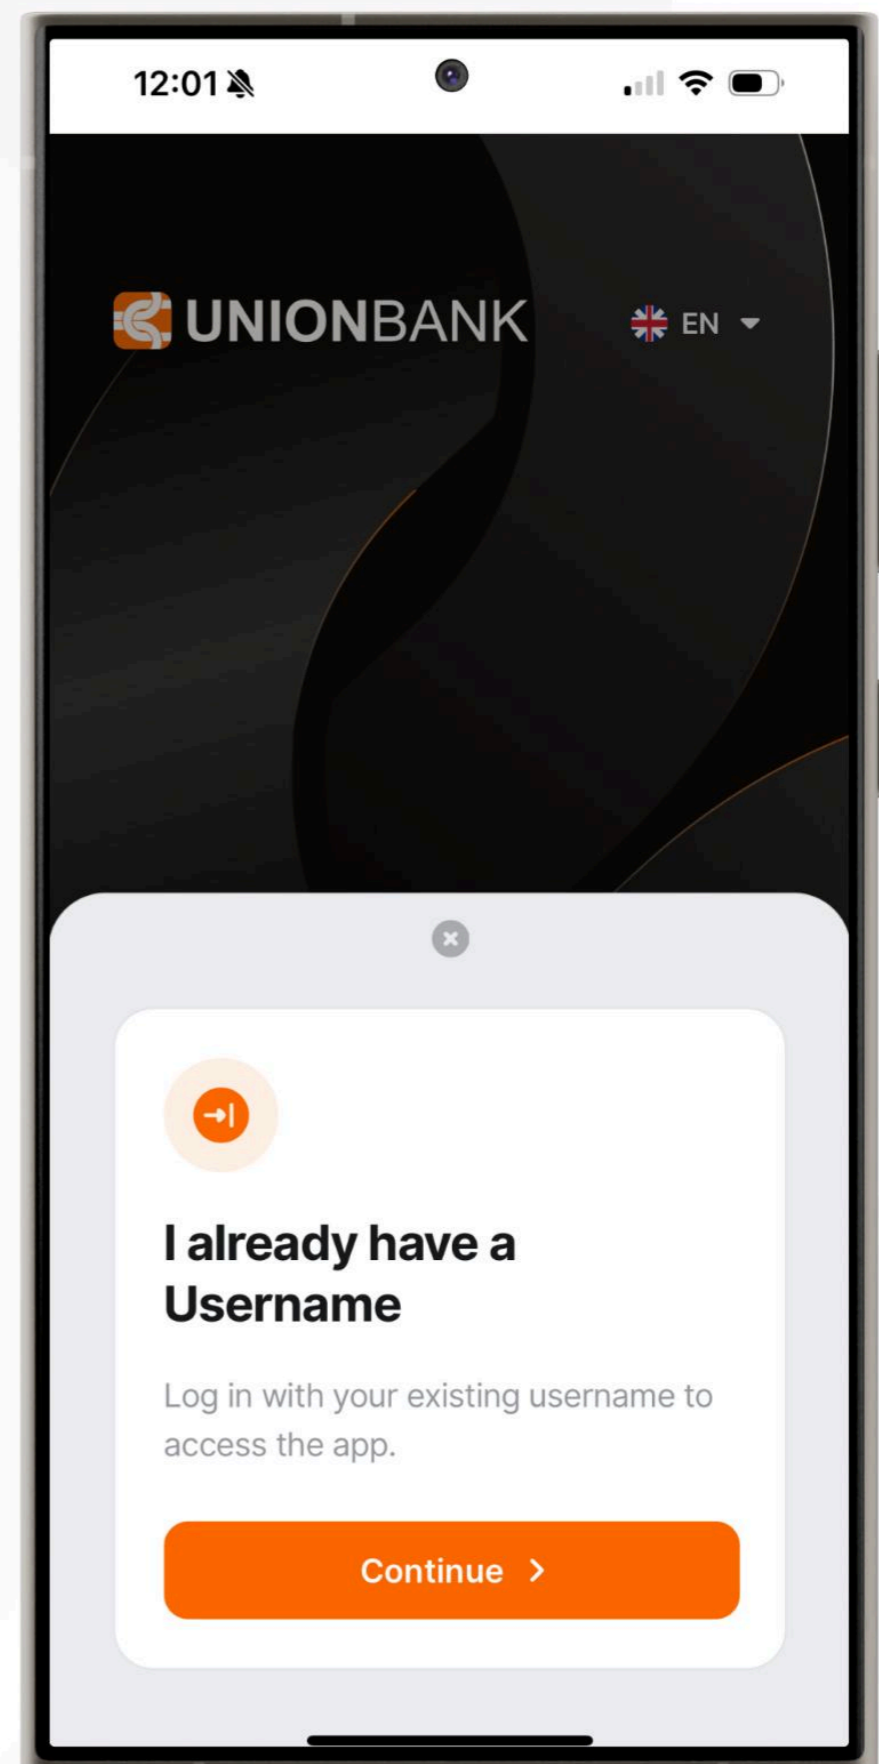 12:01
UNIONBANK
EN
I already have a
Username
Log in with your existing username to
access the app.
Continue